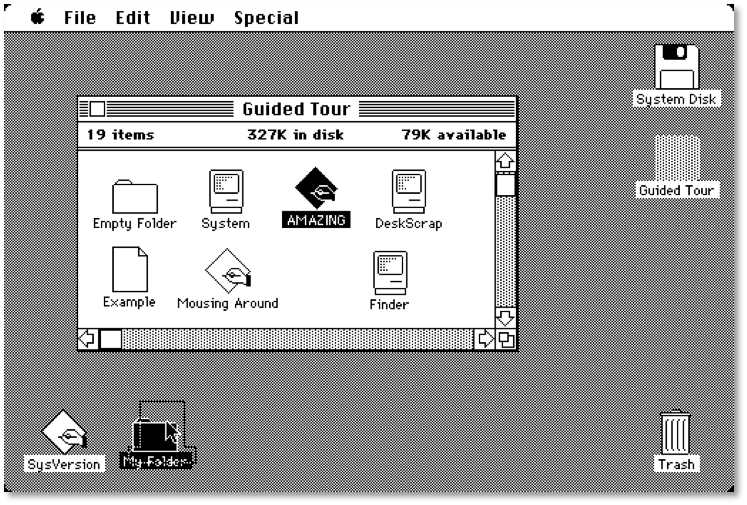 File Edit View Special
System Disk
Guided Tour
19 items 327K in disk 79K available
Empty Folder System AMAZING DeskScrap
Example Mousing Around Finder
Guided Tour
SysVersion My Folder Trash